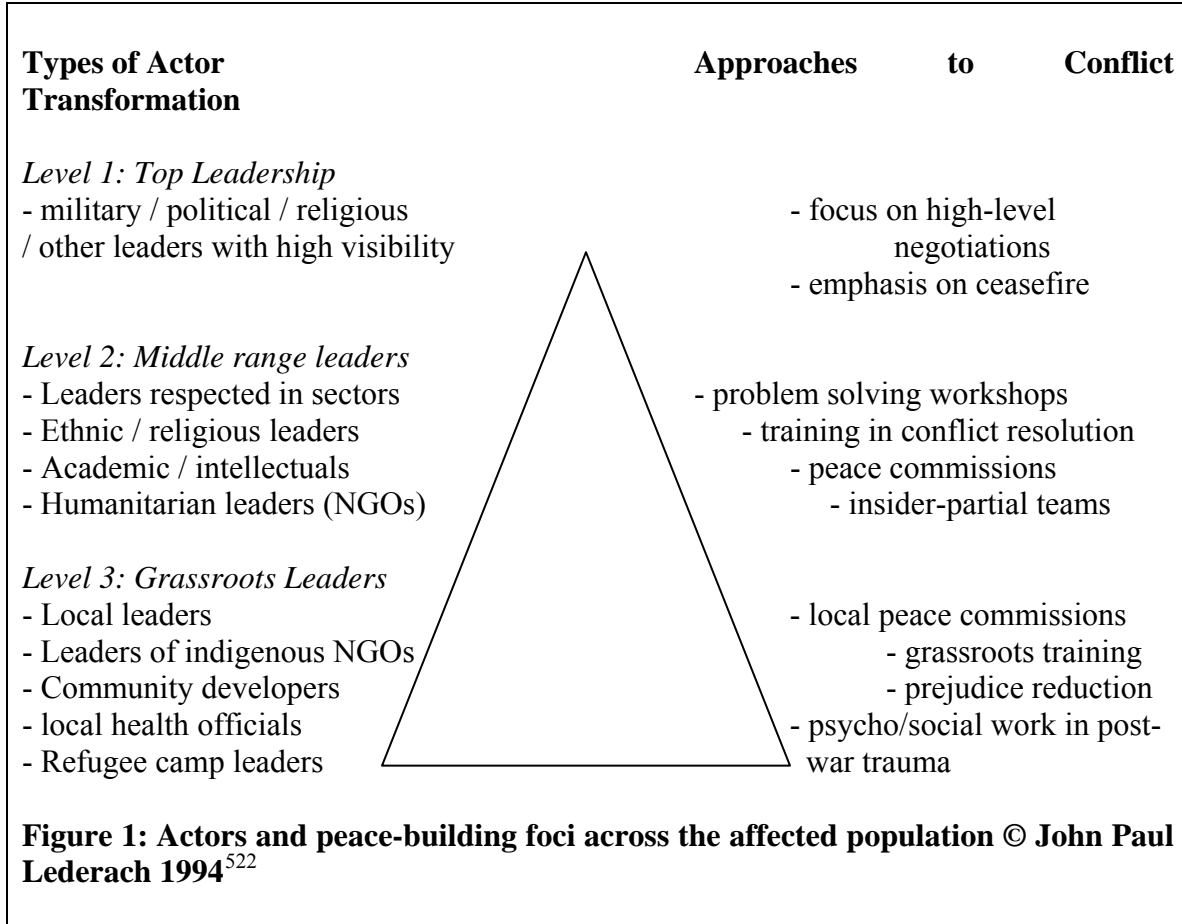 Types of Actor Approaches to Conflict
Transformation
Level 1: Top Leadership
- military / political / religious - focus on high-level
/ other leaders with high visibility negotiations
- emphasis on ceasefire
Level 2: Middle range leaders
- Leaders respected in sectors - problem solving workshops
- Ethnic / religious leaders - training in conflict resolution
- Academic / intellectuals - peace commissions
- Humanitarian leaders (NGOs) - insider-partial teams
Level 3: Grassroots Leaders
- Local leaders - local peace commissions
- Leaders of indigenous NGOs - grassroots training
- Community developers - prejudice reduction
- local health officials - psycho/social work in post-
- Refugee camp leaders war trauma
Figure 1: Actors and peace-building foci across the affected population © John Paul
Lederach 1994522